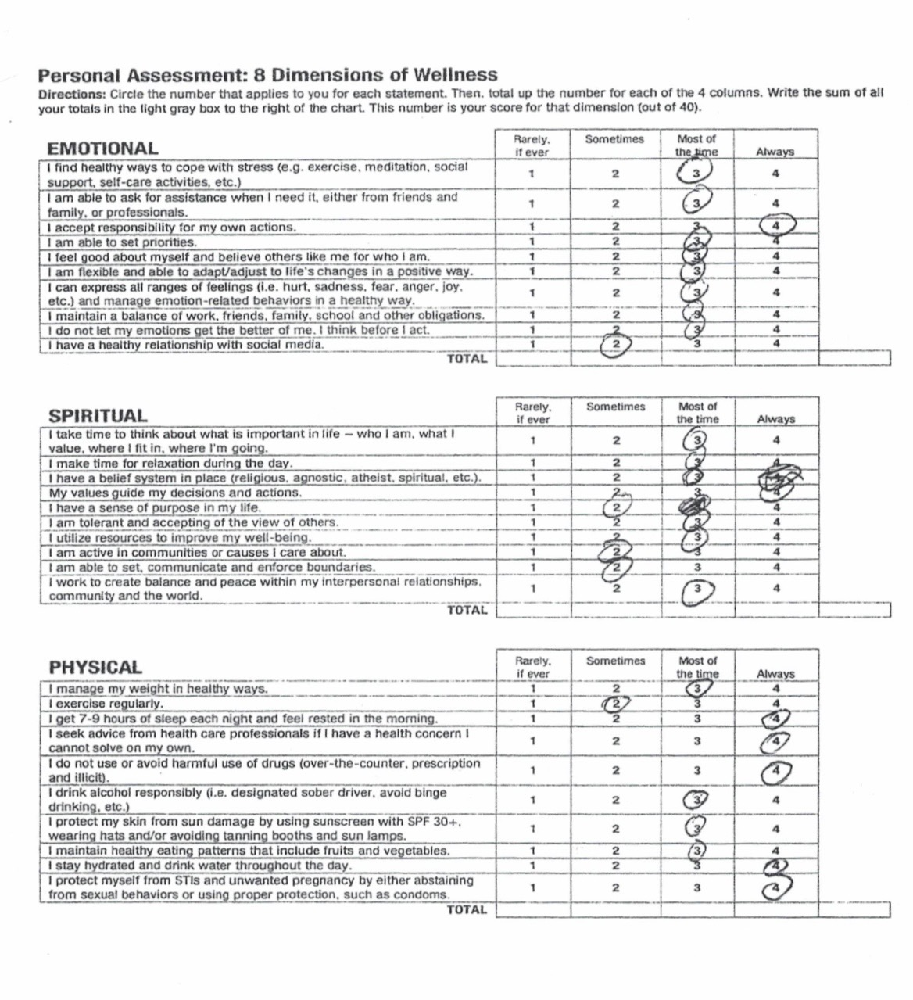 Personal Assessment: 8 Dimensions of Wellness
Directions: Circle the number that applies to you for each statement. Then, total up the number for each of the 4 columns. Write the sum of all
your totals in the light gray box to the right of the chart. This number is your score for that dimension (out of 40).
EMOTIONAL
Rarely, if ever Sometimes Most of the time Always
I find healthy ways to cope with stress (e.g. exercise, meditation, social
support, self-care activities, etc.) 1 2 3 4
I am able to ask for assistance when I need it, either from friends and
family, or professionals. 1 2 3 4
I accept responsibility for my own actions. 1 2 3 4
I am able to set priorities. 1 2 3 4
I feel good about myself and believe others like me for who I am. 1 2 3 4
I am flexible and able to adapt/adjust to life's changes in a positive way. 1 2 3 4
I can express all ranges of feelings (i.e. hurt, sadness, fear, anger, joy,
etc.) and manage emotion-related behaviors in a healthy way. 1 2 3 4
I maintain a balance of work, friends, family, school and other obligations. 1 2 3 4
I do not let my emotions get the better of me. I think before I act. 1 2 3 4
I have a healthy relationship with social media. 1 2 3 4
TOTAL
SPIRITUAL
Rarely, if ever Sometimes Most of the time Always
I take time to think about what is important in life – who I am, what I
value, where I fit in, where I'm going. 1 2 3 4
I make time for relaxation during the day. 1 2 3 4
I have a belief system in place (religious, agnostic, atheist, spiritual, etc.). 1 2 3
My values guide my decisions and actions. 1 2 3 4
I have a sense of purpose in my life. 1 2 4
I am tolerant and accepting of the view of others. 1 2 3 4
I utilize resources to improve my well-being. 1 2 3 4
I am active in communities or causes I care about. 1 2 3 4
I am able to set, communicate and enforce boundaries. 1 2 3 4
I work to create balance and peace within my interpersonal relationships,
community and the world. 1 2 3 4
TOTAL
PHYSICAL
Rarely, if ever Sometimes Most of the time Always
I manage my weight in healthy ways. 1 2 3 4
I exercise regularly. 1 2 3 4
I get 7-9 hours of sleep each night and feel rested in the morning. 1 2 3 4
I seek advice from health care professionals if I have a health concern I
cannot solve on my own. 1 2 3 4
I do not use or avoid harmful use of drugs (over-the-counter, prescription
and illicit). 1 2 3 4
I drink alcohol responsibly (i.e. designated sober driver, avoid binge
drinking, etc.) 1 2 3 4
I protect my skin from sun damage by using sunscreen with SPF 30+,
wearing hats and/or avoiding tanning booths and sun lamps. 1 2 3 4
I maintain healthy eating patterns that include fruits and vegetables. 1 2 3 4
I stay hydrated and drink water throughout the day. 1 2 3 4
I protect myself from STIs and unwanted pregnancy by either abstaining
from sexual behaviors or using proper protection, such as condoms. 1 2 3 4
TOTAL